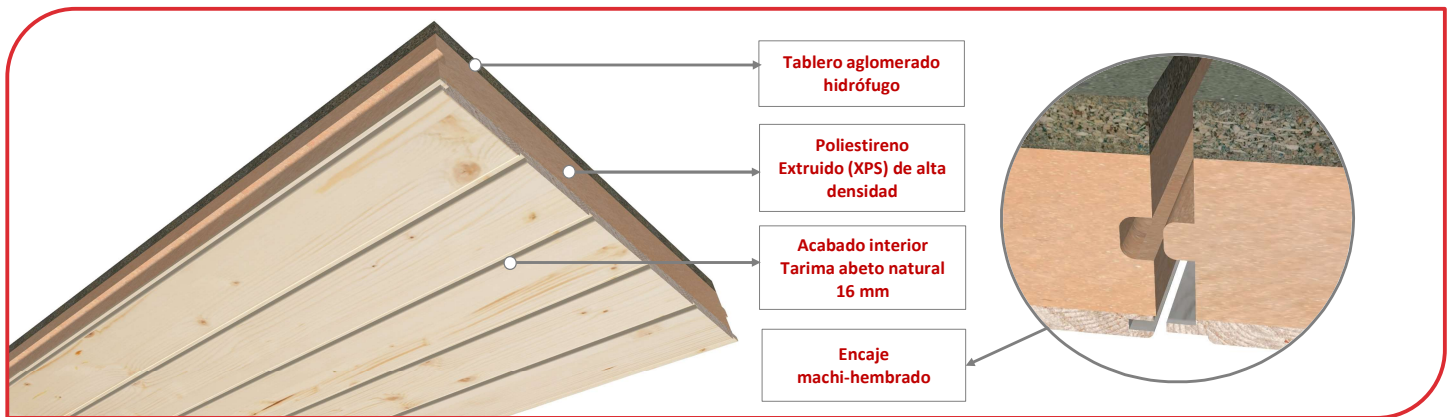 Tablero aglomerado
hidrófugo
Poliestireno
Extruido (XPS) de alta
densidad
Acabado interior
Tarima abeto natural
16 mm
Encaje
machi-hembrado